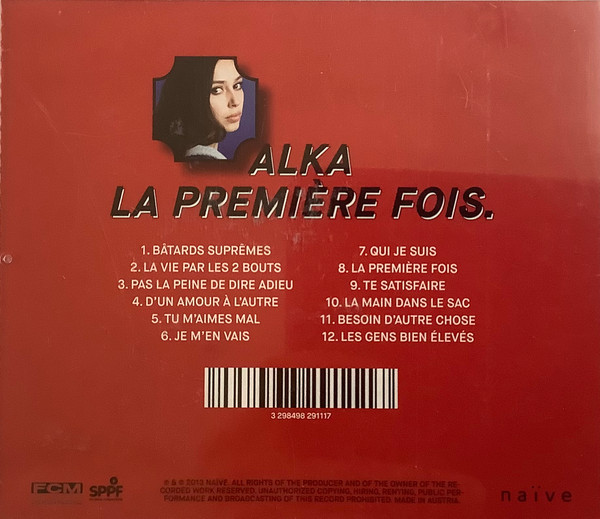 ALKA
LA PREMIÈRE FOIS.
1. BÂTARDS SUPRÊMES
2. LA VIE PAR LES 2 BOUTS
3. PAS LA PEINE DE DIRE ADIEU
4. D'UN AMOUR À L'AUTRE
5. TU M'AIMES MAL
6. JE M'EN VAIS
7. QUI JE SUIS
8. LA PREMIÈRE FOIS
9. TE SATISFAIRE
10. LA MAIN DANS LE SAC
11. BESOIN D'AUTRE CHOSE
12. LES GENS BIEN ÉLEVÉS
3 298498 291117
FCM
SPPF
℗ & © 2013 NAÏVE. ALL RIGHTS OF THE PRODUCER AND OF THE OWNER OF THE RE-
CORDED WORK RESERVED. UNAUTHORIZED COPYING, HIRING, RENTING, PUBLIC PER-
FORMANCE AND BROADCASTING OF THIS RECORD PROHIBITED. MADE IN AUSTRIA.
naïve